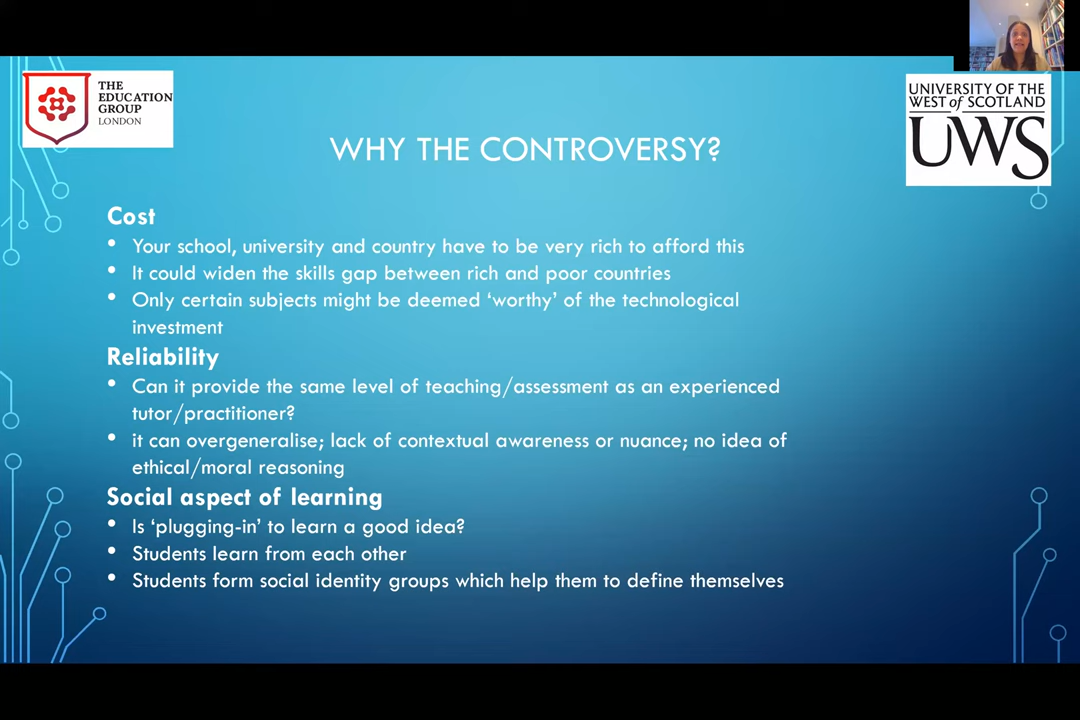 THE
EDUCATION
GROUP
LONDON
UNIVERSITY OF THE
WEST of SCOTLAND
UWS
WHY THE CONTROVERSY?
Cost
• Your school, university and country have to be very rich to afford this
• It could widen the skills gap between rich and poor countries
• Only certain subjects might be deemed ‘worthy’ of the technological
investment
Reliability
• Can it provide the same level of teaching/assessment as an experienced
tutor/practitioner?
• it can overgeneralise; lack of contextual awareness or nuance; no idea of
ethical/moral reasoning
Social aspect of learning
• Is ‘plugging-in’ to learn a good idea?
• Students learn from each other
• Students form social identity groups which help them to define themselves